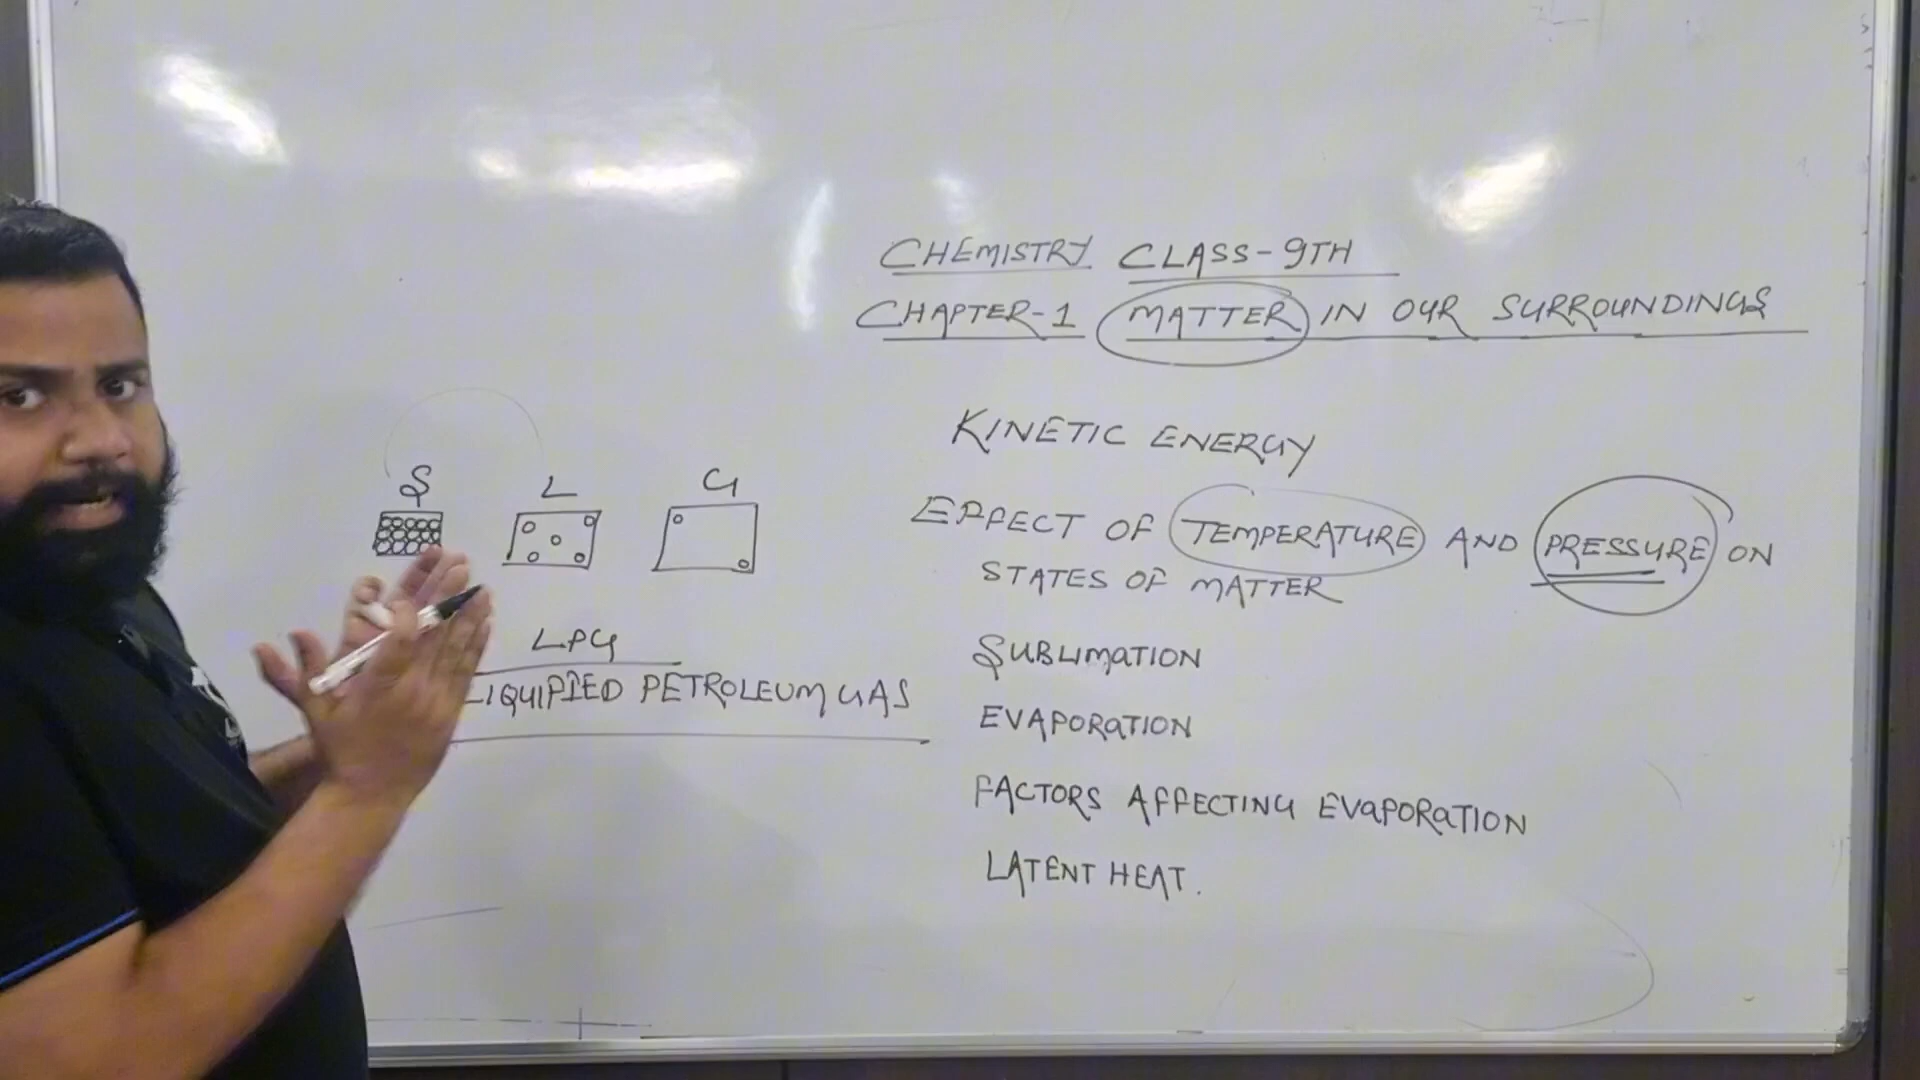 CHEMISTRY CLASS-9TH
CHAPTER-1 MATTER IN OUR SURROUNDINGS
KINETIC ENERGY
EFFECT OF TEMPERATURE AND PRESSURE ON
STATES OF MATTER
SUBLIMATION
EVAPORATION
FACTORS AFFECTING EVAPORATION
LATENT HEAT.
S L G
LPG
LIQUIFIED PETROLEUM GAS